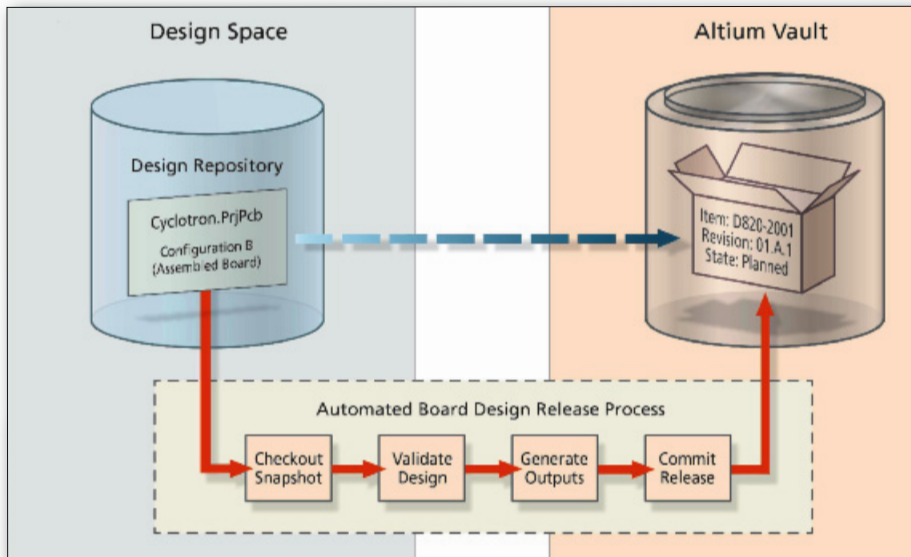 Design Space
Altium Vault
Design Repository
Cyclotron.PrjPcb
Configuration B
(Assembled Board)
Item: D820-2001
Revision: 01.A.1
State: Planned
Automated Board Design Release Process
Checkout
Snapshot
Validate
Design
Generate
Outputs
Commit
Release